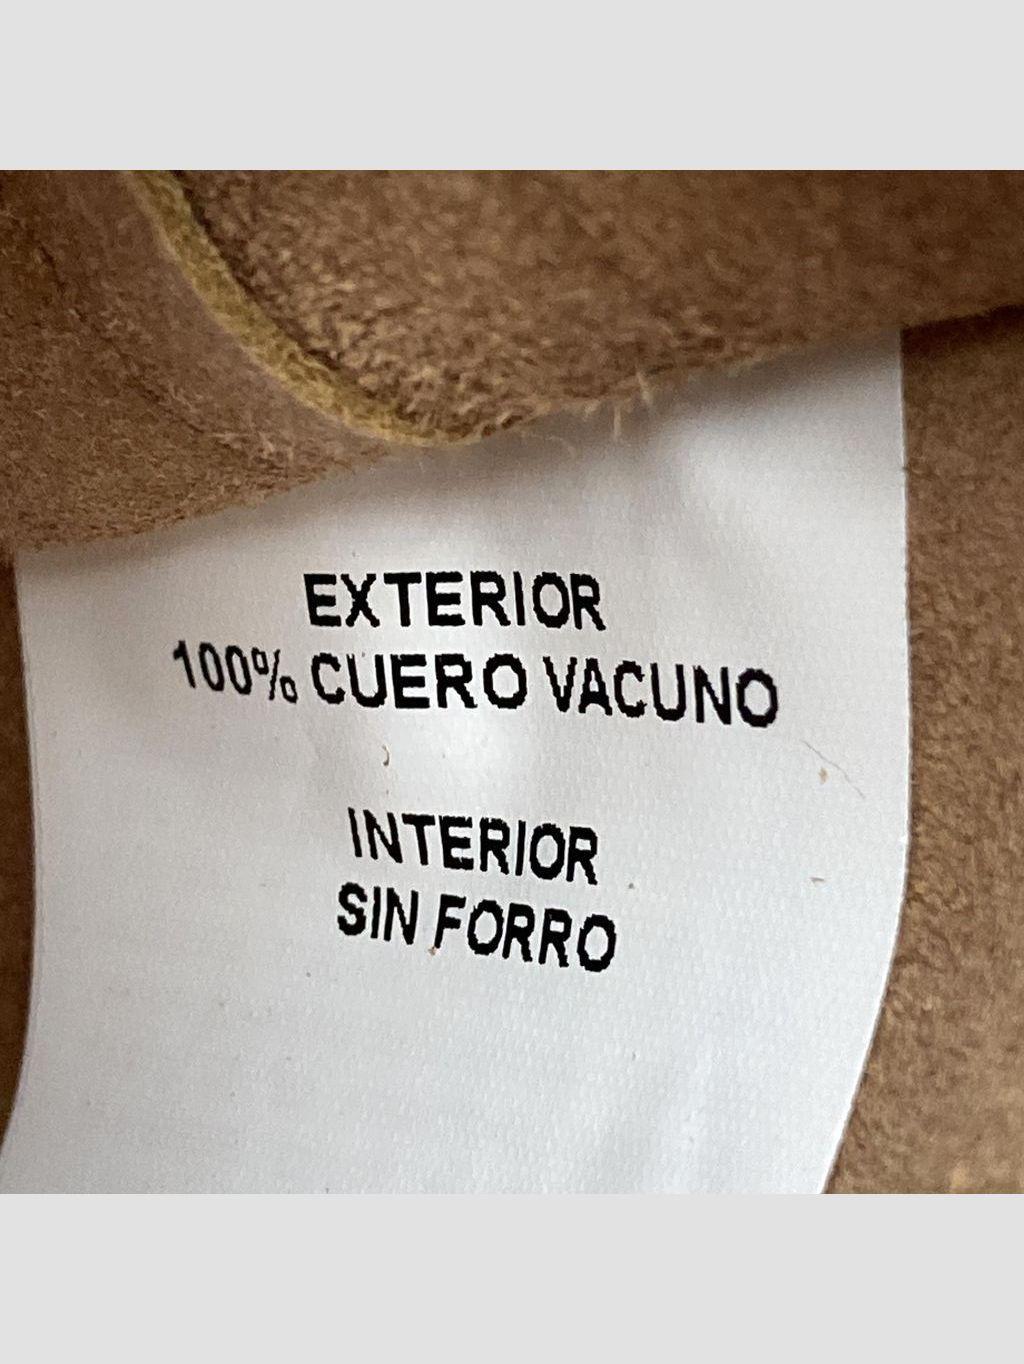 EXTERIOR
100% CUERO VACUNO
INTERIOR
SIN FORRO